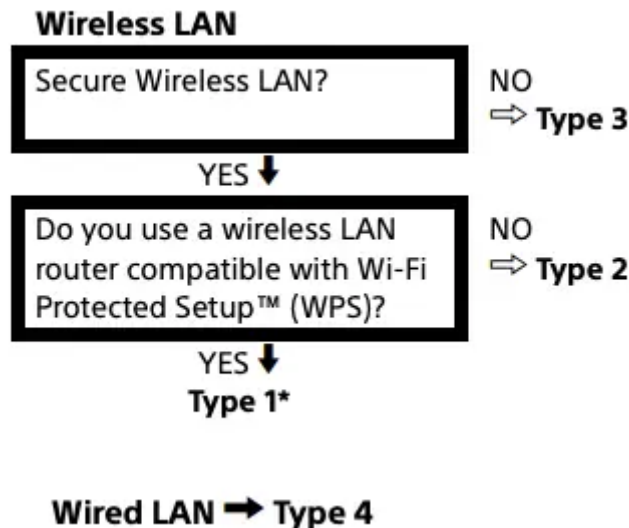 Wireless LAN
Secure Wireless LAN?
NO
⇨ Type 3
YES ⬇
Do you use a wireless LAN
router compatible with Wi-Fi
Protected Setup™ (WPS)?
NO
⇨ Type 2
YES ⬇
Type 1*
Wired LAN ➡ Type 4